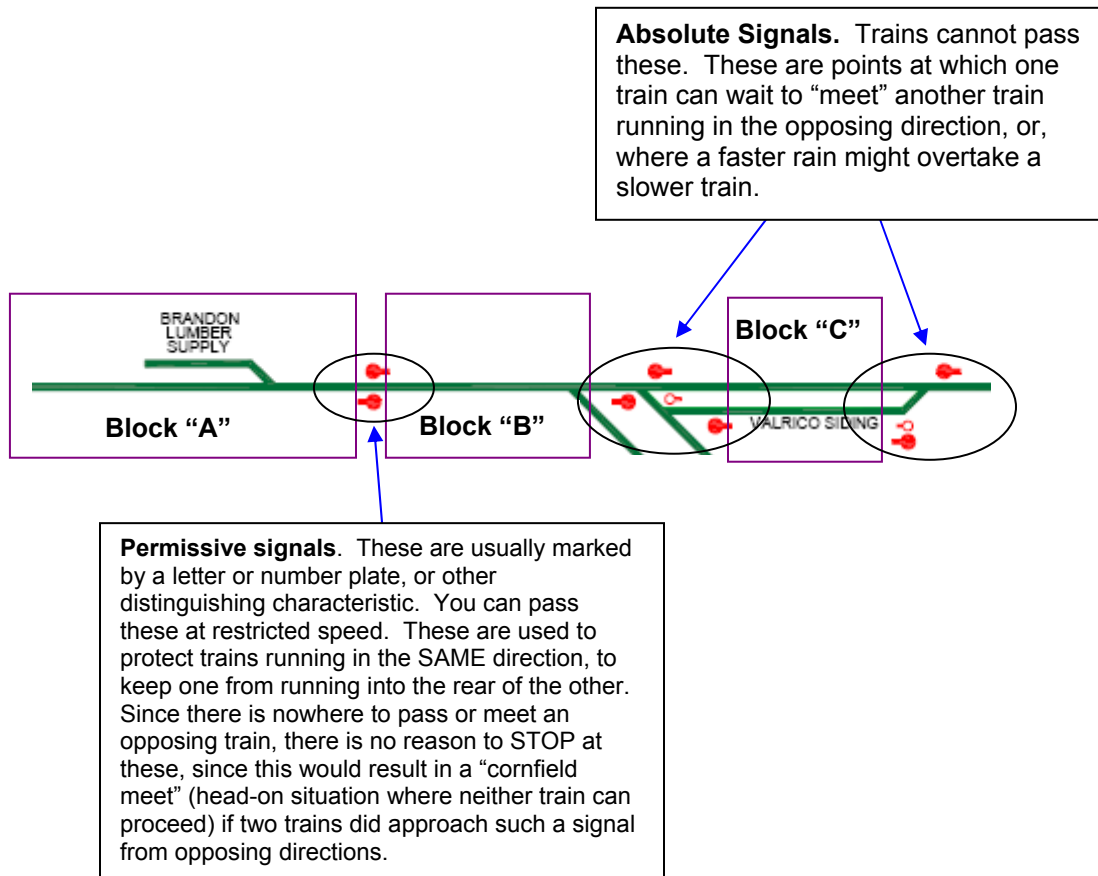 Absolute Signals. Trains cannot pass
these. These are points at which one
train can wait to “meet” another train
running in the opposing direction, or,
where a faster rain might overtake a
slower train.
BRANDON
LUMBER
SUPPLY
Block “C”
Block “A”
Block “B”
VALRICO SIDING
Permissive signals. These are usually marked
by a letter or number plate, or other
distinguishing characteristic. You can pass
these at restricted speed. These are used to
protect trains running in the SAME direction, to
keep one from running into the rear of the other.
Since there is nowhere to pass or meet an
opposing train, there is no reason to STOP at
these, since this would result in a “cornfield
meet” (head-on situation where neither train can
proceed) if two trains did approach such a signal
from opposing directions.